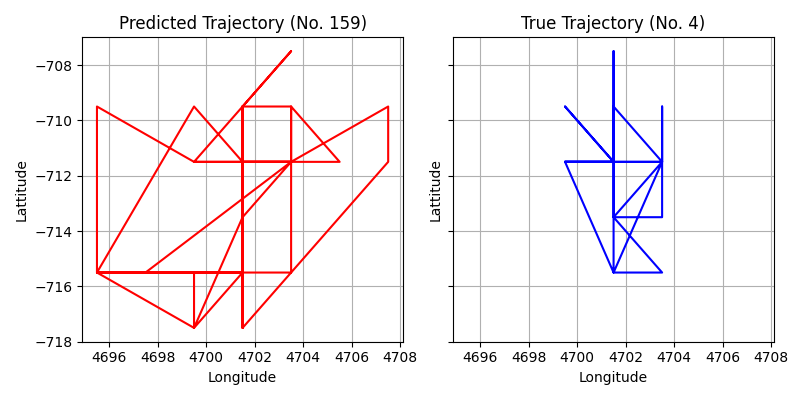 Predicted Trajectory (No. 159)
True Trajectory (No. 4)
−708
−710
−712
−714
−716
−718
Lattitude
Lattitude
4696 4698 4700 4702 4704 4706 4708
4696 4698 4700 4702 4704 4706 4708
Longitude
Longitude